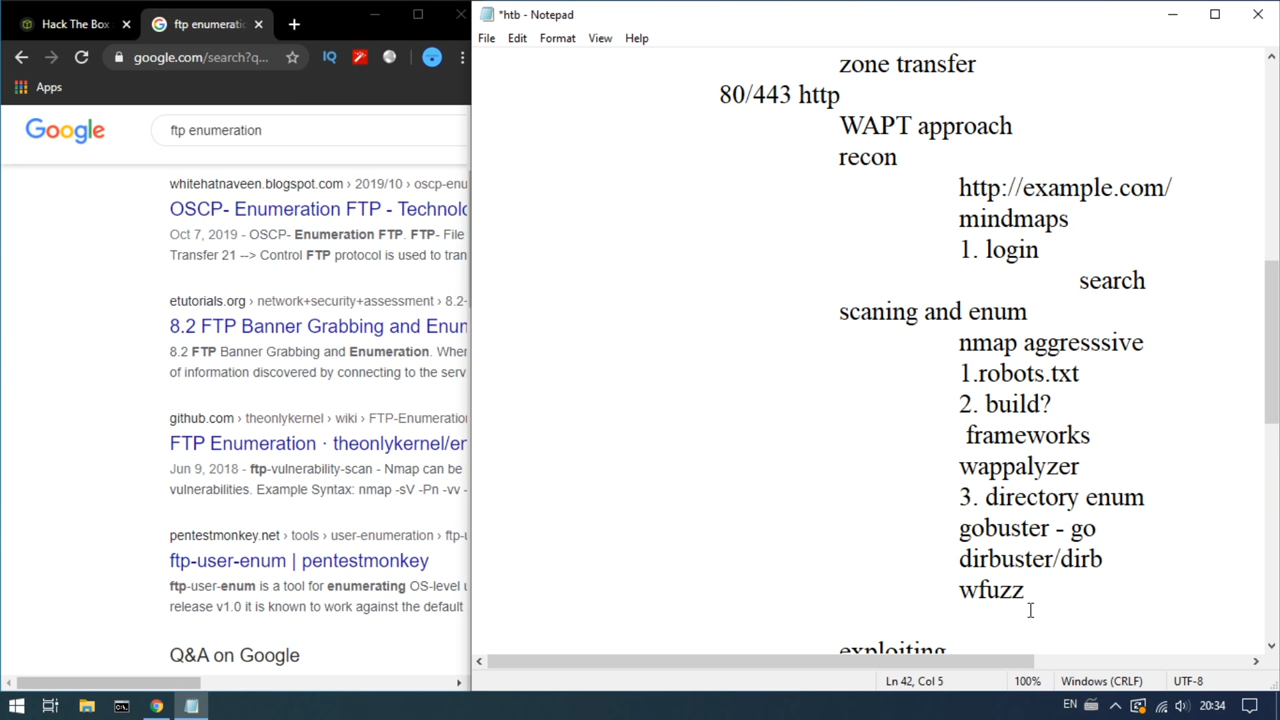 Hack The Box
ftp enumeratio
*htb - Notepad
File Edit Format View Help
google.com/search?q...
IQ
Apps
Google
ftp enumeration
whitehatnaveen.blogspot.com › 2019/10 › oscp-enu
OSCP- Enumeration FTP - Technolo
Oct 7, 2019 - OSCP- Enumeration FTP. FTP- File
Transfer 21 --> Control FTP protocol is used to tran
etutorials.org › network+security+assessment › 8.2-
8.2 FTP Banner Grabbing and Enun
8.2 FTP Banner Grabbing and Enumeration. When
of information discovered by connecting to the serv
github.com › theonlykernel › wiki › FTP-Enumeratio
FTP Enumeration · theonlykernel/en
Jun 9, 2018 - ftp-vulnerability-scan - Nmap can be
vulnerabilities. Example Syntax: nmap -sV -Pn -vv -
pentestmonkey.net › tools › user-enumeration › ftp-u
ftp-user-enum | pentestmonkey
ftp-user-enum is a tool for enumerating OS-level u
release v1.0 it is known to work against the default
Q&A on Google
zone transfer
80/443 http
WAPT approach
recon
http://example.com/
mindmaps
1. login
search
scaning and enum
nmap aggresssive
1.robots.txt
2. build?
frameworks
wappalyzer
3. directory enum
gobuster - go
dirbuster/dirb
wfuzz
exploiting
Ln 42, Col 5 100% Windows (CRLF) UTF-8
EN 20:34